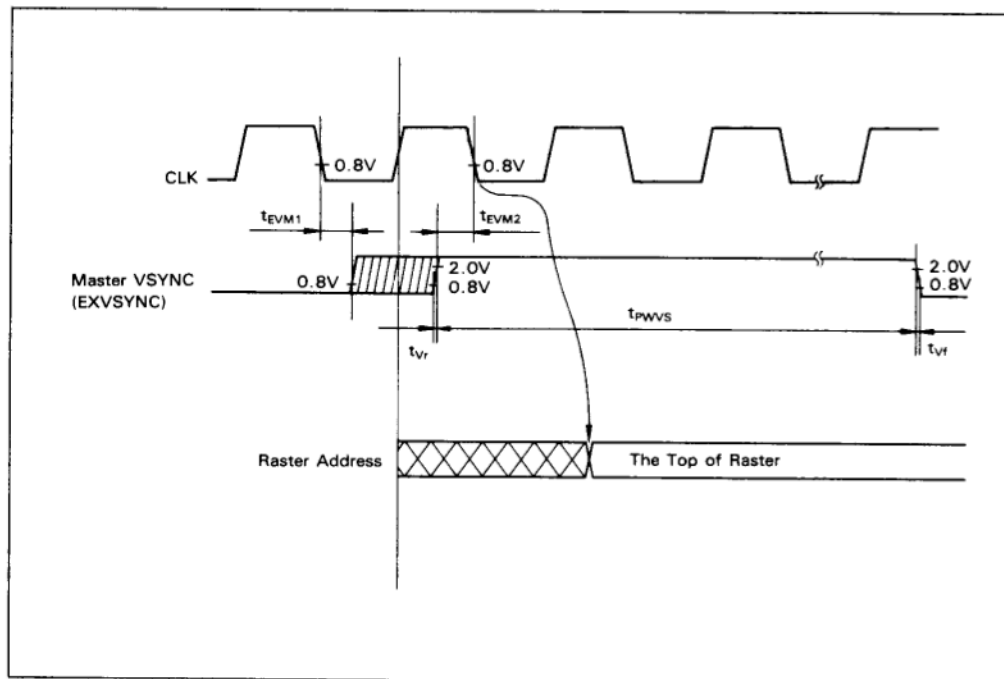 0.8V
0.8V
CLK
tEVM1
tEVM2
Master VSYNC
(EXVSYNC)
0.8V
2.0V
0.8V
2.0V
0.8V
tPWVS
tVr
tVf
Raster Address
The Top of Raster